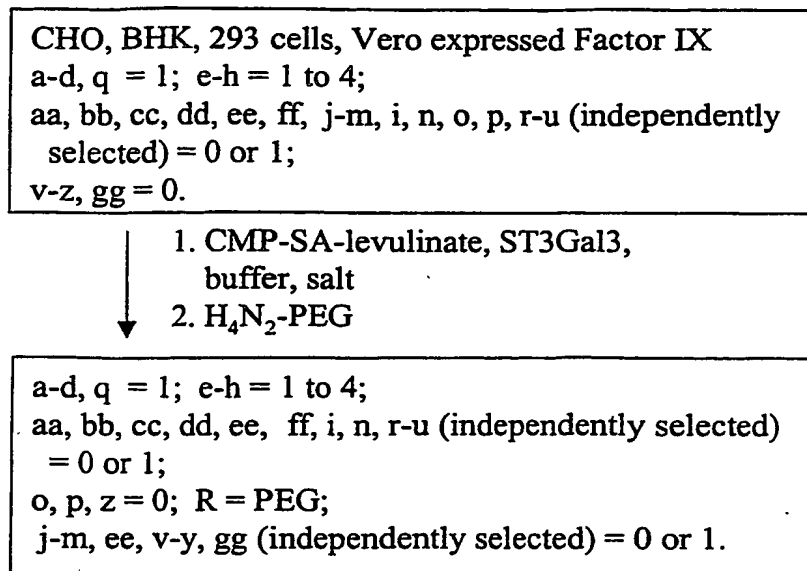 CHO, BHK, 293 cells, Vero expressed Factor IX
a-d, q = 1; e-h = 1 to 4;
aa, bb, cc, dd, ee, ff, j-m, i, n, o, p, r-u (independently
selected) = 0 or 1;
v-z, gg = 0.
1. CMP-SA-levulinate, ST3Gal3,
buffer, salt
2. H₄N₂-PEG
a-d, q = 1; e-h = 1 to 4;
aa, bb, cc, dd, ee, ff, i, n, r-u (independently selected)
= 0 or 1;
o, p, z = 0; R = PEG;
j-m, ee, v-y, gg (independently selected) = 0 or 1.